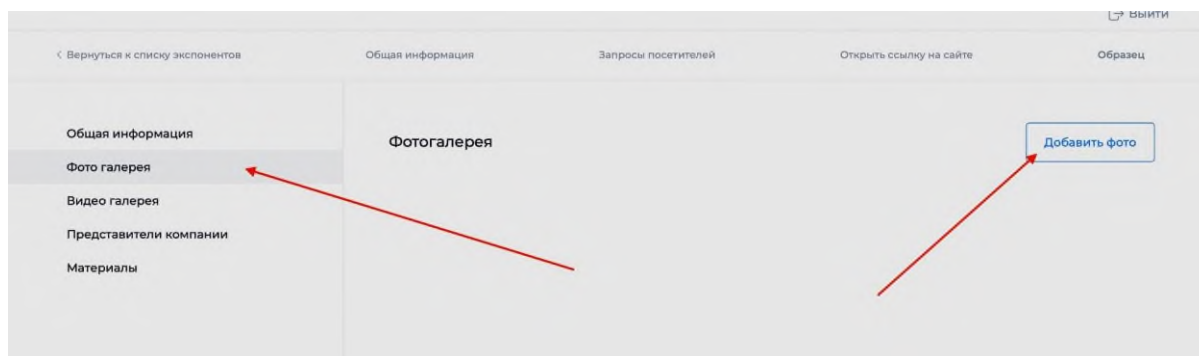 Выйти
< Вернуться к списку экспонентов Общая информация Запросы посетителей Открыть ссылку на сайте Образец
Общая информация
Фото галерея
Видео галерея
Представители компании
Материалы
Фотогалерея
Добавить фото